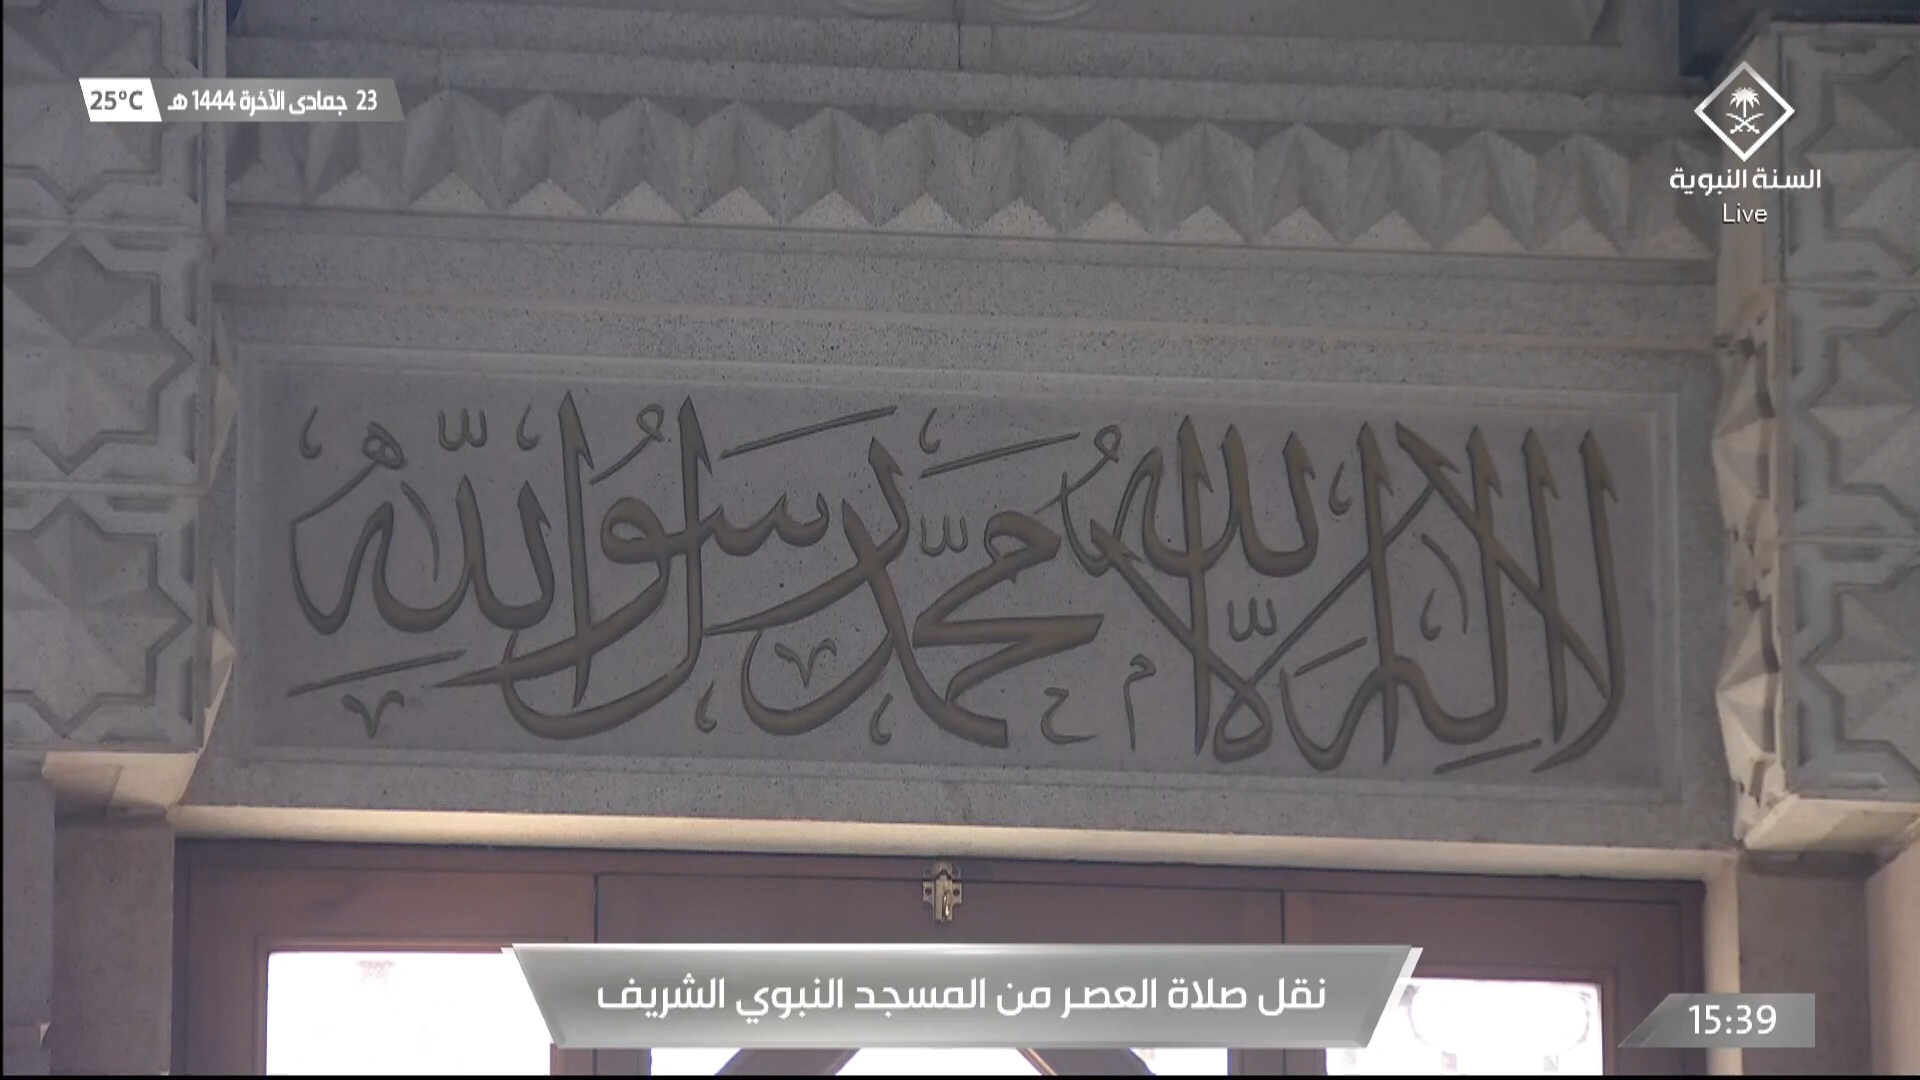 25°C
23 جمادى الآخرة 1444 هـ
السنة النبوية
Live
لا إله إلا الله محمد رسول الله
نقل صلاة العصر من المسجد النبوي الشريف
15:39